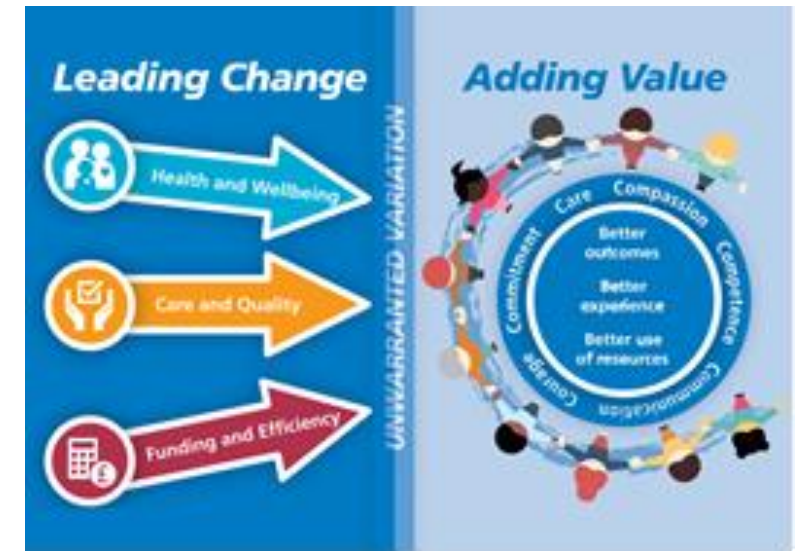 Leading Change
Adding Value
Health and Wellbeing
Care and Quality
Funding and Efficiency
UNWARRANTED VARIATION
Care Compassion Competence Communication Courage Commitment
Better
outcomes
Better
experience
Better use
of resources